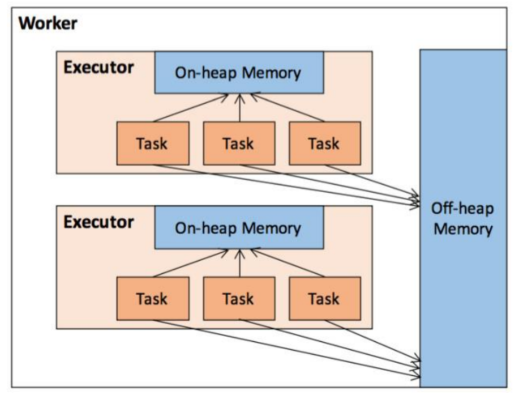 Worker
Executor
On-heap Memory
Task
Task
Task
Executor
On-heap Memory
Task
Task
Task
Off-heap
Memory